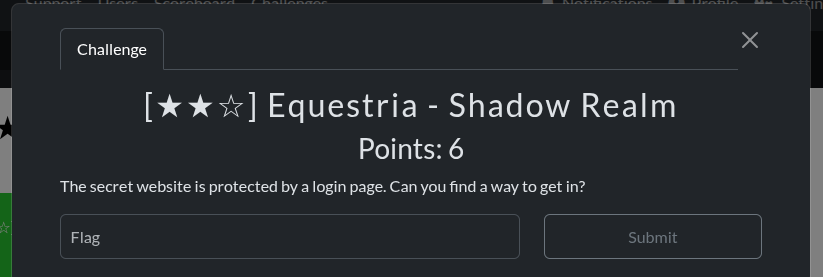 Support Users Scoreboard Challenges Notifications Profile
Challenge
[★★☆] Equestria - Shadow Realm
Points: 6
The secret website is protected by a login page. Can you find a way to get in?
Flag Submit